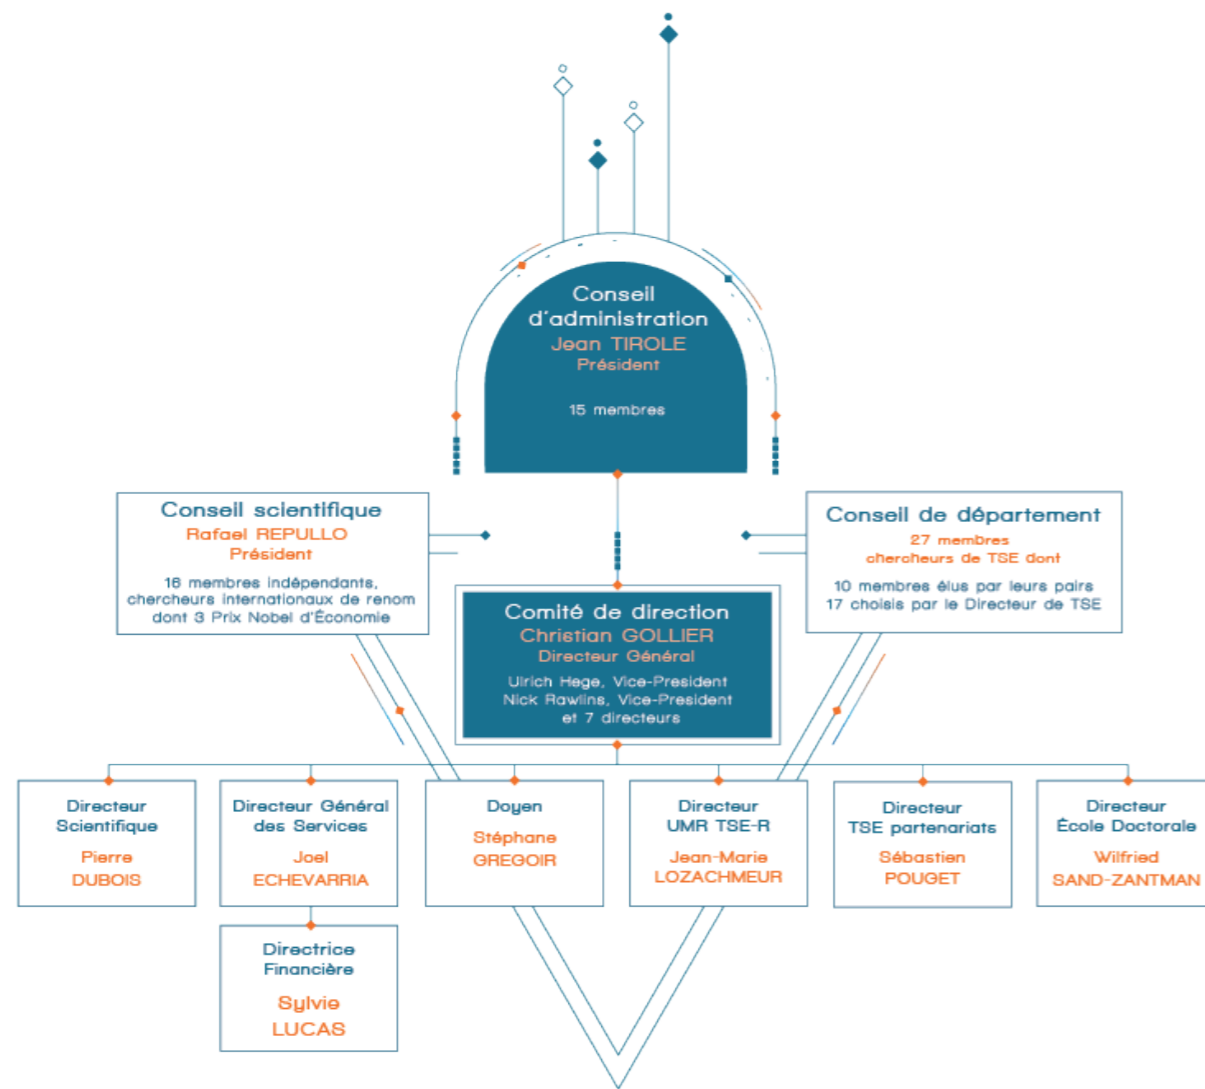 Conseil
d'administration
Jean TIROLE
Président
15 membres
Conseil scientifique
Rafael REPULLO
Président
16 membres indépendants,
chercheurs internationaux de renom
dont 3 Prix Nobel d'Économie
Conseil de département
27 membres
chercheurs de TSE dont
10 membres élus par leurs pairs
17 choisis par le Directeur de TSE
Comité de direction
Christian GOLLIER
Directeur Général
Ulrich Hege, Vice-President
Nick Rawlins, Vice-President
et 7 directeurs
Directeur
Scientifique
Pierre
DUBOIS
Directeur Général
des Services
Joel
ECHEVARRIA
Doyen
Stéphane
GREGOIR
Directeur
UMR TSE-R
Jean-Marie
LOZACHMEUR
Directeur
TSE partenariats
Sébastien
POUGET
Directeur
École Doctorale
Wilfried
SAND-ZANTMAN
Directrice
Financière
Sylvie
LUCAS